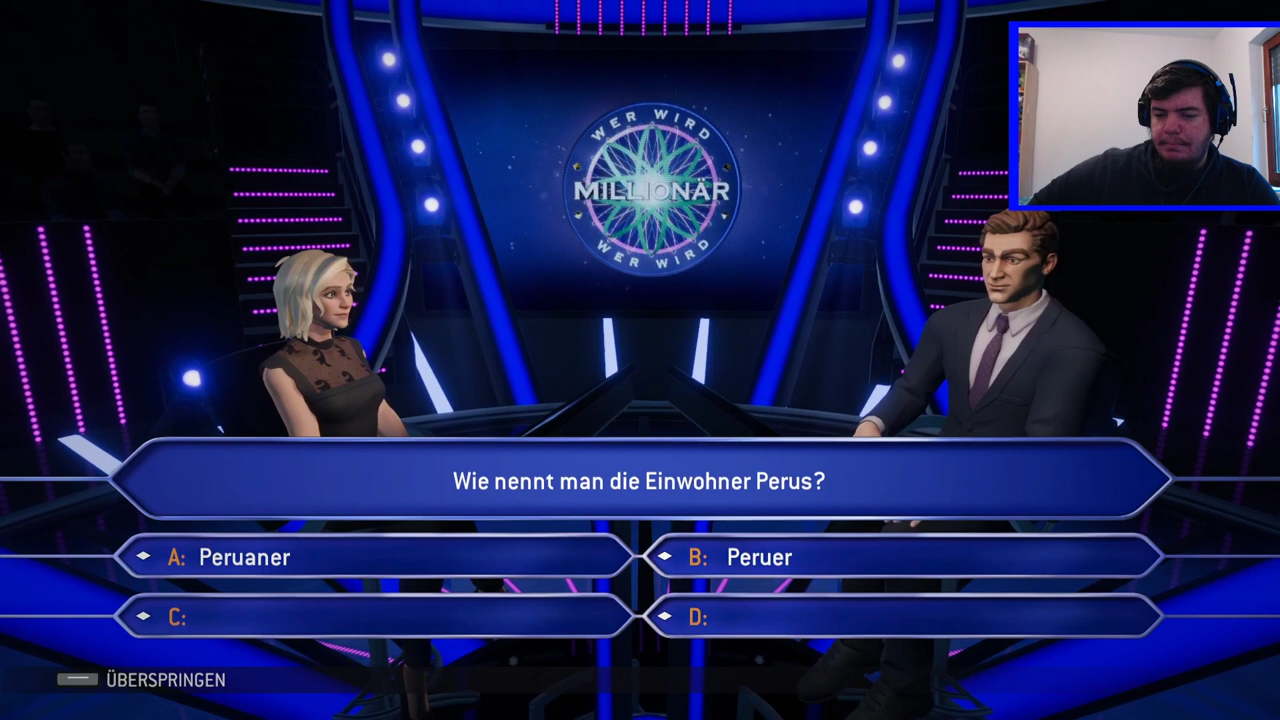 WER WIRD
MILLIONÄR
WER WIRD
Wie nennt man die Einwohner Perus?
A: Peruaner
B: Peruer
C:
D:
ÜBERSPRINGEN